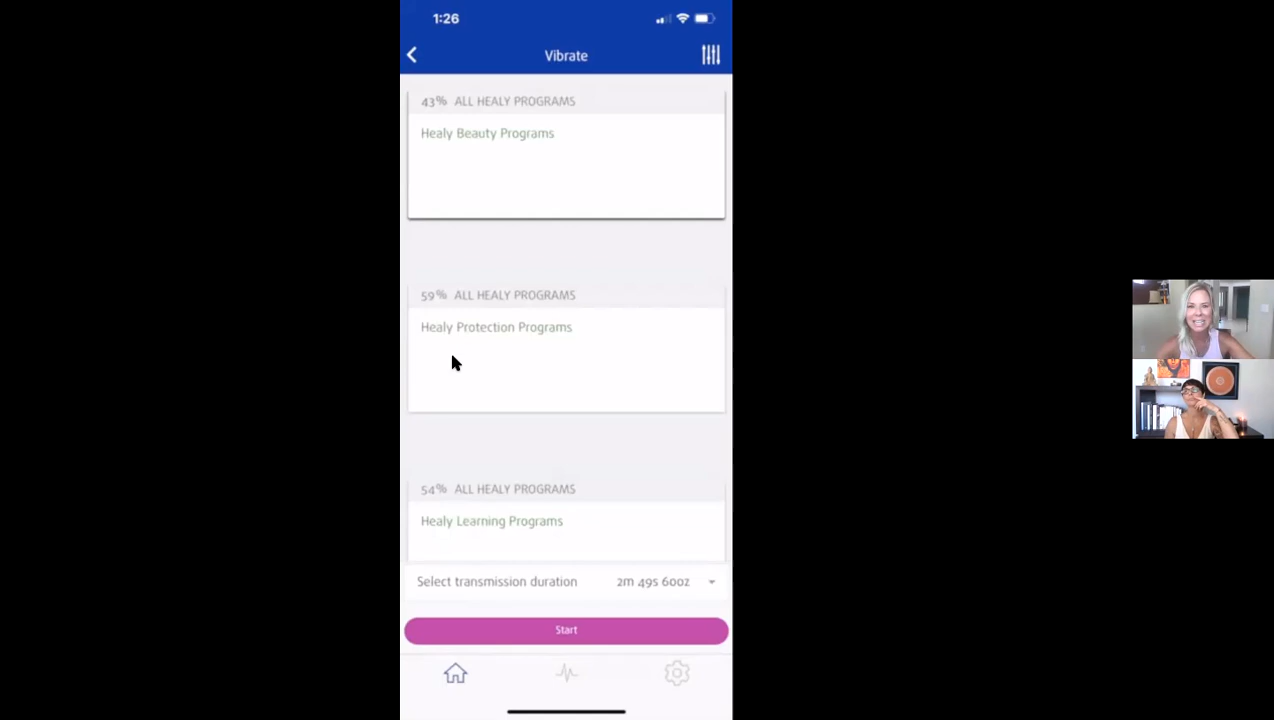 1:26
Vibrate
43% ALL HEALY PROGRAMS
Healy Beauty Programs
59% ALL HEALY PROGRAMS
Healy Protection Programs
54% ALL HEALY PROGRAMS
Healy Learning Programs
Select transmission duration 2m 49s 600z
Start